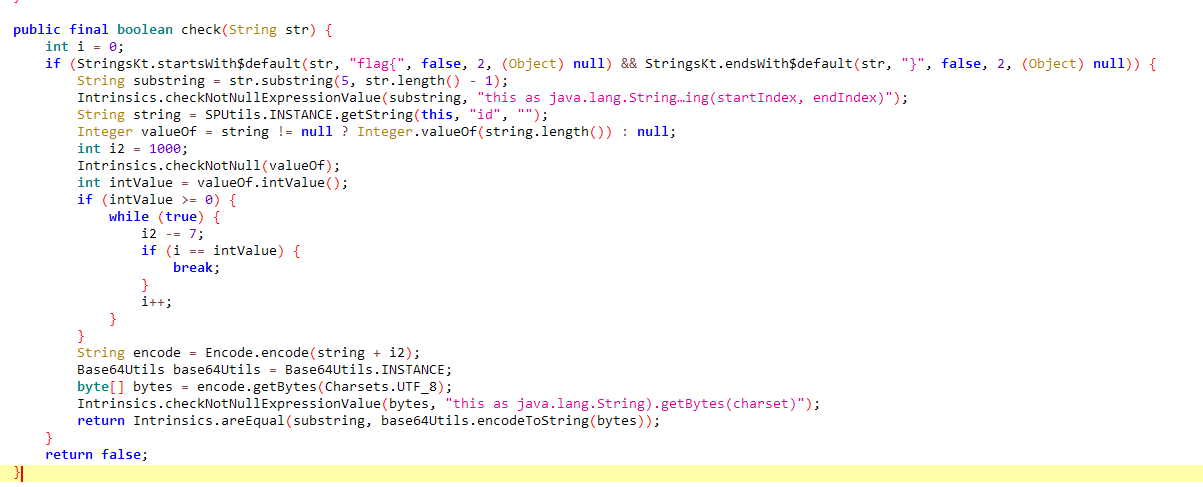 }
public final boolean check(String str) {
    int i = 0;
    if (StringsKt.startsWith$default(str, "flag{", false, 2, (Object) null) && StringsKt.endsWith$default(str, "}", false, 2, (Object) null)) {
        String substring = str.substring(5, str.length() - 1);
        Intrinsics.checkNotNullExpressionValue(substring, "this as java.lang.String…ing(startIndex, endIndex)");
        String string = SPUtils.INSTANCE.getString(this, "id", "");
        Integer valueOf = string != null ? Integer.valueOf(string.length()) : null;
        int i2 = 1000;
        Intrinsics.checkNotNull(valueOf);
        int intValue = valueOf.intValue();
        if (intValue >= 0) {
            while (true) {
                i2 -= 7;
                if (i == intValue) {
                    break;
                }
                i++;
            }
        }
        String encode = Encode.encode(string + i2);
        Base64Utils base64Utils = Base64Utils.INSTANCE;
        byte[] bytes = encode.getBytes(Charsets.UTF_8);
        Intrinsics.checkNotNullExpressionValue(bytes, "this as java.lang.String).getBytes(charset)");
        return Intrinsics.areEqual(substring, base64Utils.encodeToString(bytes));
    }
    return false;
}